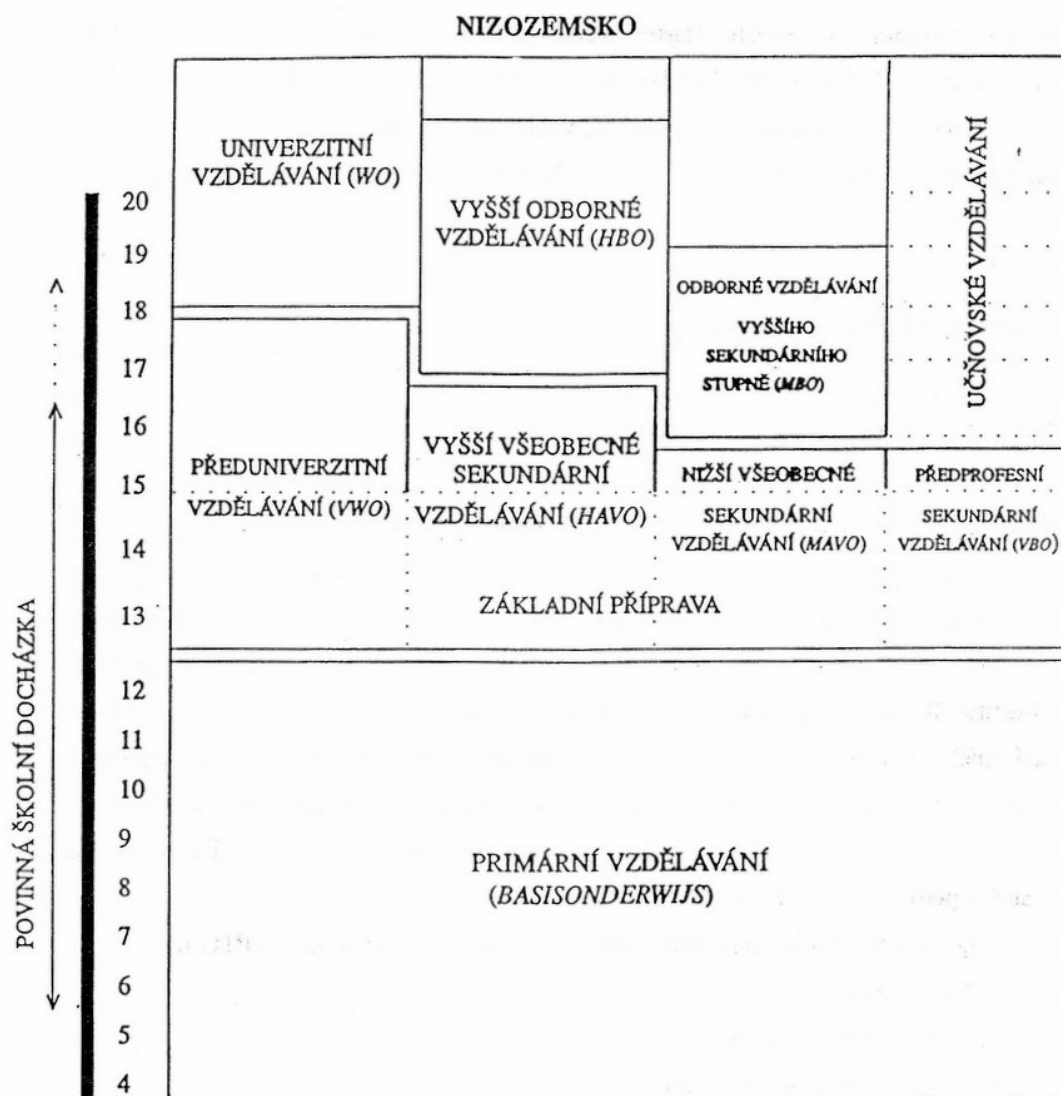 NIZOZEMSKO
UNIVERZITNÍ
VZDĚLÁVÁNÍ (WO)
VYŠŠÍ ODBORNÉ
VZDĚLÁVÁNÍ (HBO)
ODBORNÉ VZDĚLÁVÁNÍ
VYŠŠÍHO
SEKUNDÁRNÍHO
STUPNĚ (MBO)
UČŇOVSKÉ VZDĚLÁVÁNÍ
PŘEDUNIVERZITNÍ
VZDĚLÁVÁNÍ (VWO)
VYŠŠÍ VŠEOBECNÉ
SEKUNDÁRNÍ
VZDĚLÁVÁNÍ (HAVO)
NIŽŠÍ VŠEOBECNÉ
SEKUNDÁRNÍ
VZDĚLÁVÁNÍ (MAVO)
PŘEDPROFESNÍ
SEKUNDÁRNÍ
VZDĚLÁVÁNÍ (VBO)
ZÁKLADNÍ PŘÍPRAVA
PRIMÁRNÍ VZDĚLÁVÁNÍ
(BASISONDERWIJS)
POVINNÁ ŠKOLNÍ DOCHÁZKA
20
19
18
17
16
15
14
13
12
11
10
9
8
7
6
5
4